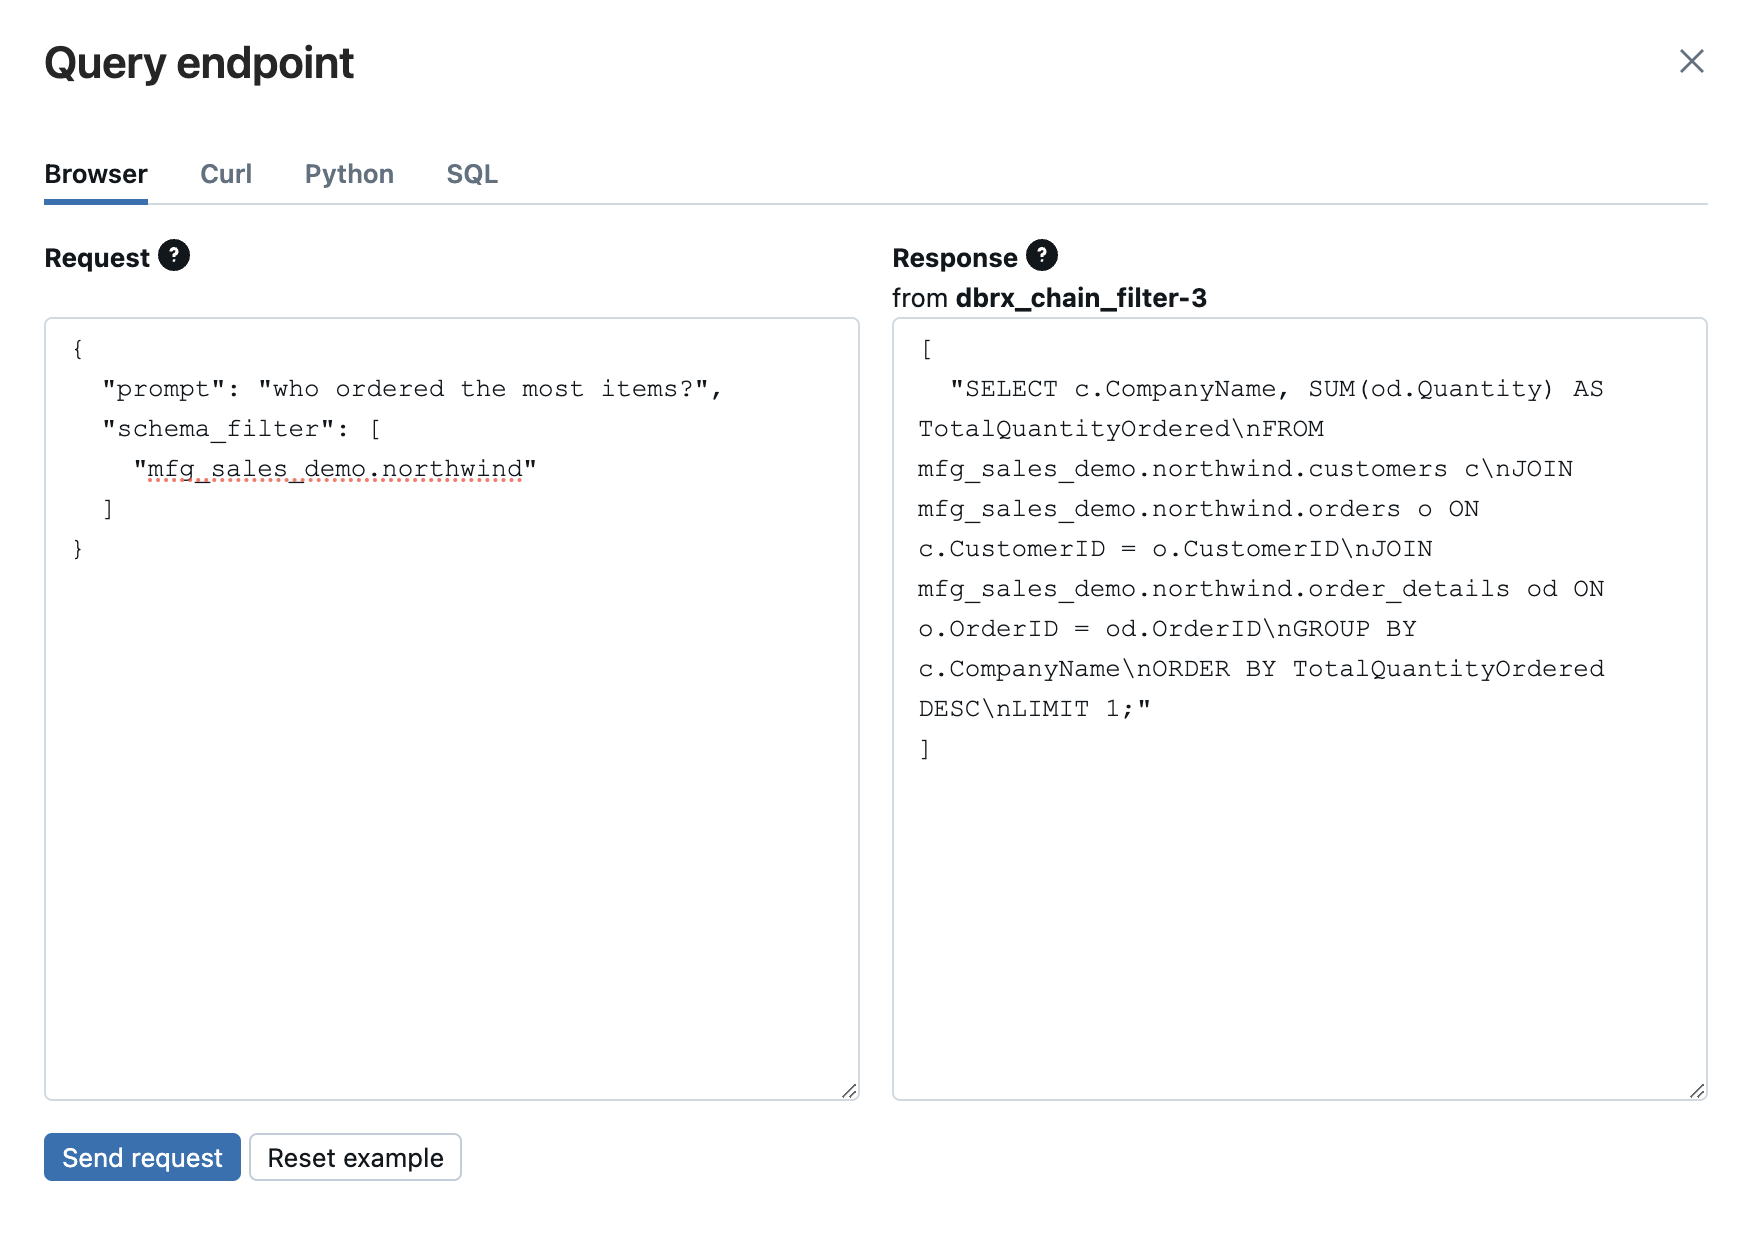 Query endpoint
Browser Curl Python SQL
Request ?
{
  "prompt": "who ordered the most items?",
  "schema_filter": [
    "mfg_sales_demo.northwind"
  ]
}
Response ?
from dbrx_chain_filter-3
[
  "SELECT c.CompanyName, SUM(od.Quantity) AS
TotalQuantityOrdered\nFROM
mfg_sales_demo.northwind.customers c\nJOIN
mfg_sales_demo.northwind.orders o ON
c.CustomerID = o.CustomerID\nJOIN
mfg_sales_demo.northwind.order_details od ON
o.OrderID = od.OrderID\nGROUP BY
c.CompanyName\nORDER BY TotalQuantityOrdered
DESC\nLIMIT 1;"
]
Send request Reset example